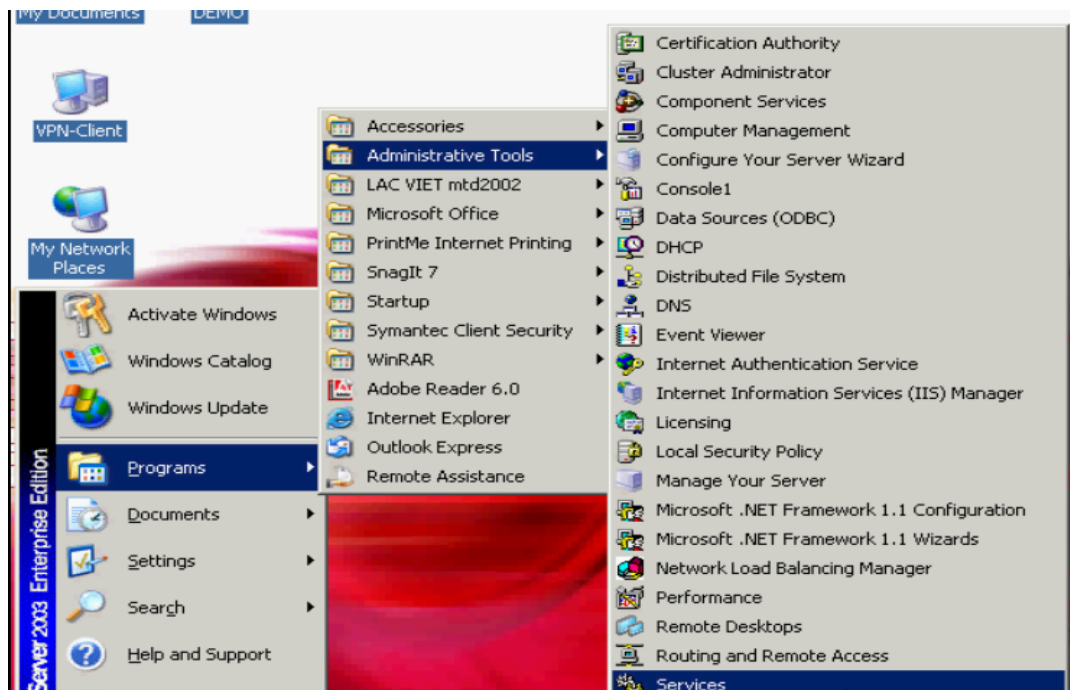 My Documents
DEMO
VPN-Client
My Network
Places
Server 2003 Enterprise Edition
Activate Windows
Windows Catalog
Windows Update
Programs
Documents
Settings
Search
Help and Support
Accessories
Administrative Tools
LAC VIET mtd2002
Microsoft Office
PrintMe Internet Printing
SnagIt 7
Startup
Symantec Client Security
WinRAR
Adobe Reader 6.0
Internet Explorer
Outlook Express
Remote Assistance
Certification Authority
Cluster Administrator
Component Services
Computer Management
Configure Your Server Wizard
Console1
Data Sources (ODBC)
DHCP
Distributed File System
DNS
Event Viewer
Internet Authentication Service
Internet Information Services (IIS) Manager
Licensing
Local Security Policy
Manage Your Server
Microsoft .NET Framework 1.1 Configuration
Microsoft .NET Framework 1.1 Wizards
Network Load Balancing Manager
Performance
Remote Desktops
Routing and Remote Access
Services